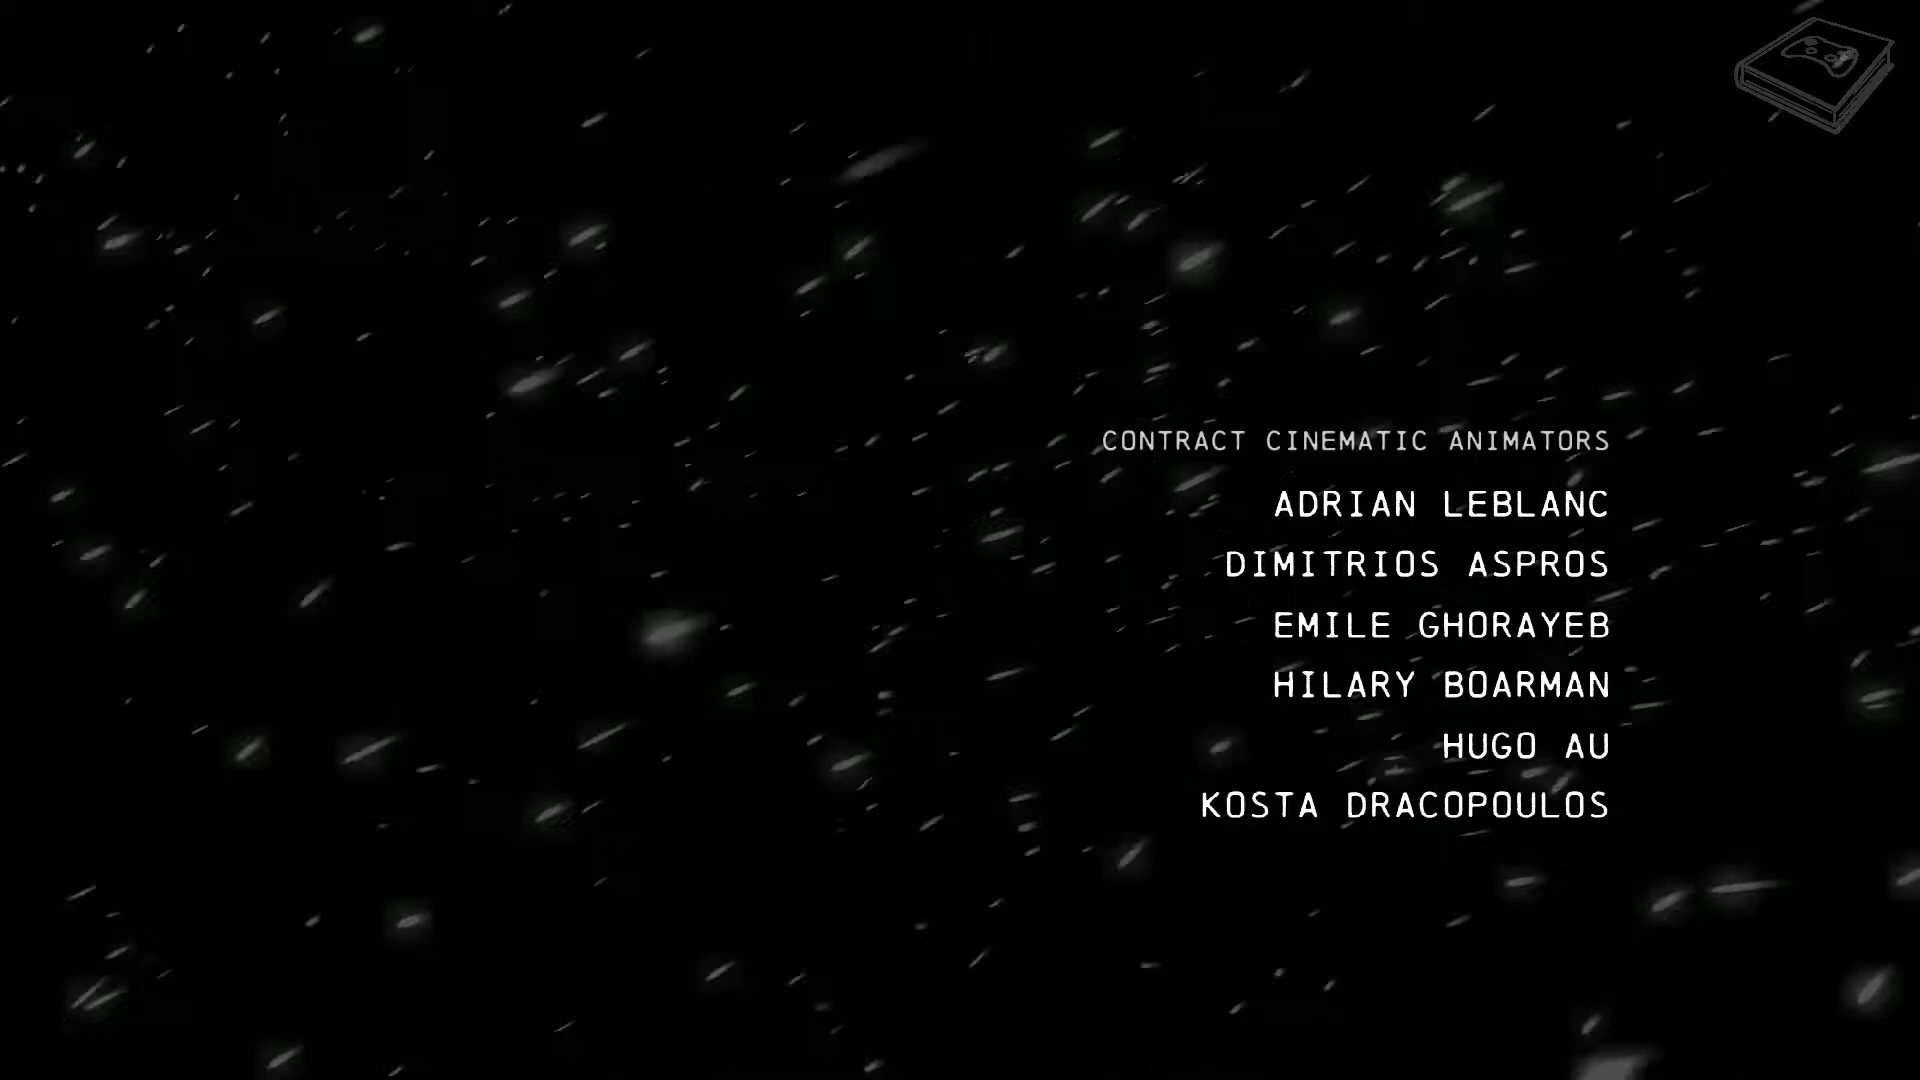 CONTRACT CINEMATIC ANIMATORS
ADRIAN LEBLANC
DIMITRIOS ASPROS
EMILE GHORAYEB
HILARY BOARMAN
HUGO AU
KOSTA DRACOPOULOS